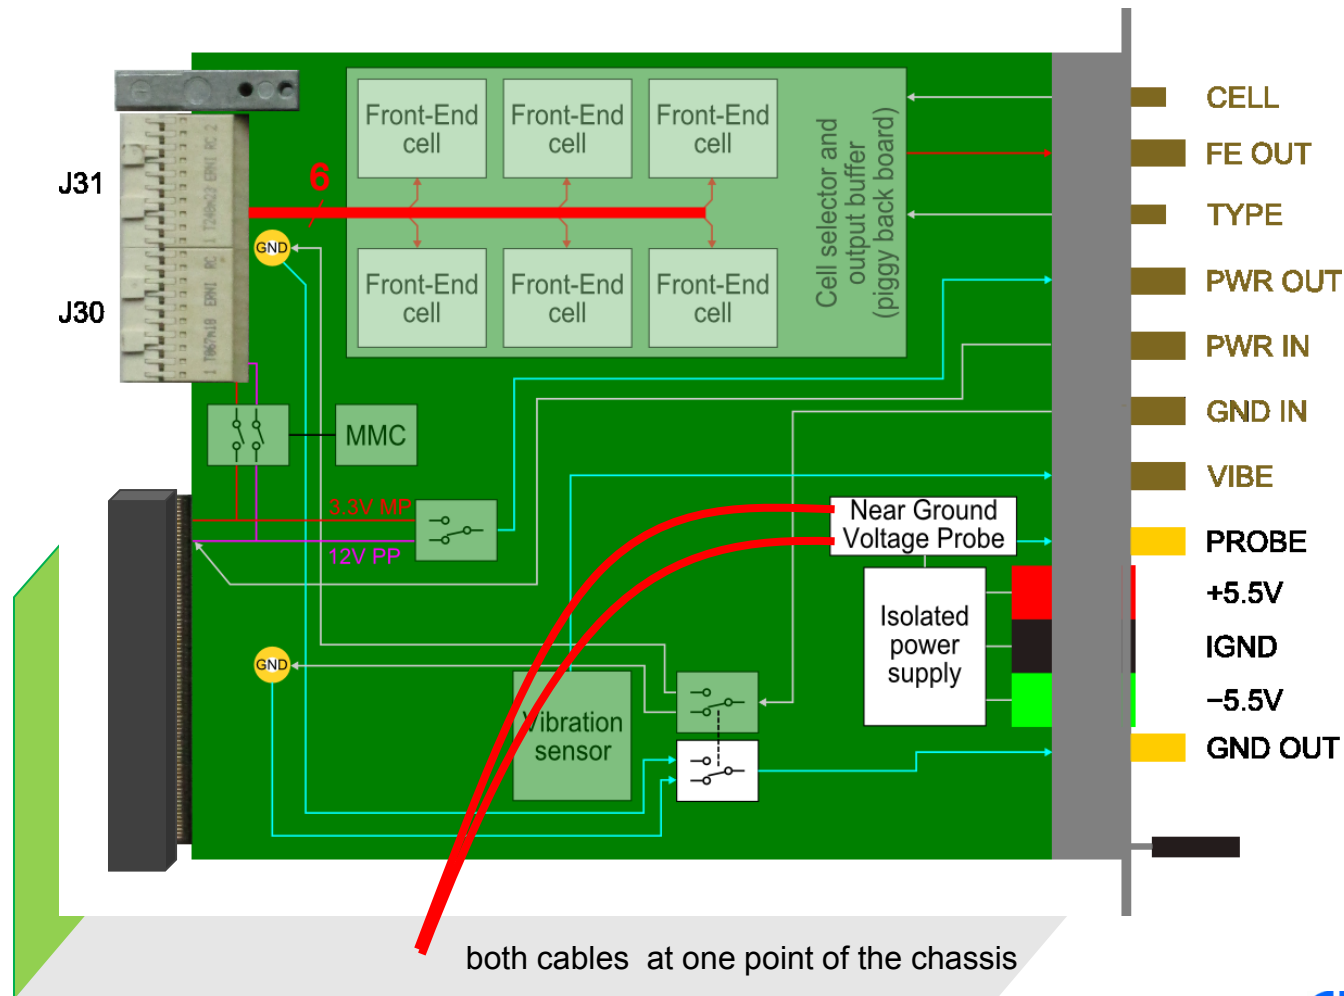 CELL
FE OUT
TYPE
PWR OUT
PWR IN
GND IN
VIBE
PROBE
+5.5V
IGND
−5.5V
GND OUT
J31
J30
6
GND
Front-End
cell
Front-End
cell
Front-End
cell
Front-End
cell
Front-End
cell
Front-End
cell
Cell selector and
output buffer
(piggy back board)
MMC
3.3V MP
12V PP
Near Ground
Voltage Probe
Isolated
power
supply
GND
Vibration
sensor
both cables at one point of the chassis